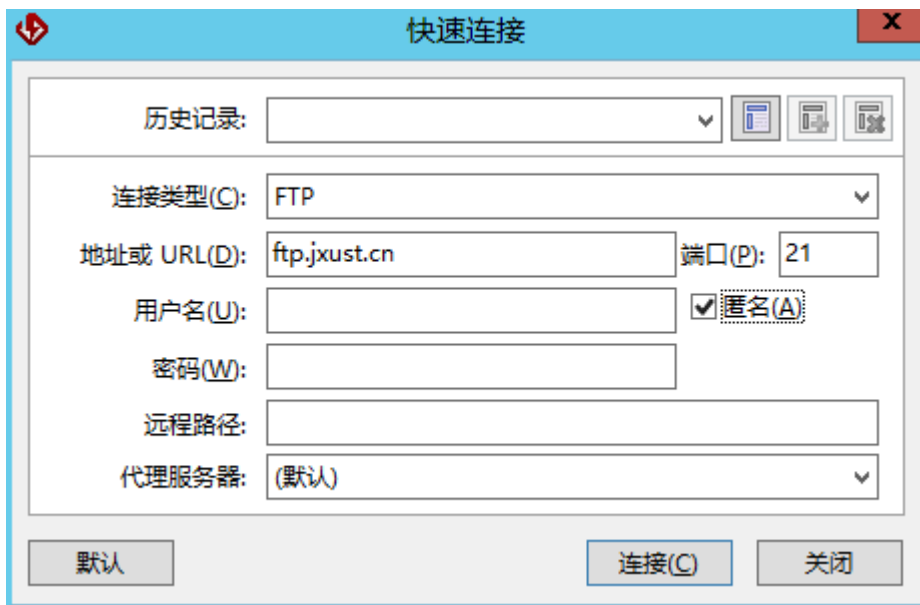 快速连接
历史记录:
连接类型(C): FTP
地址或 URL(D): ftp.jxust.cn 端口(P): 21
用户名(U): 匿名(A)
密码(W):
远程路径:
代理服务器: (默认)
默认 连接(C) 关闭